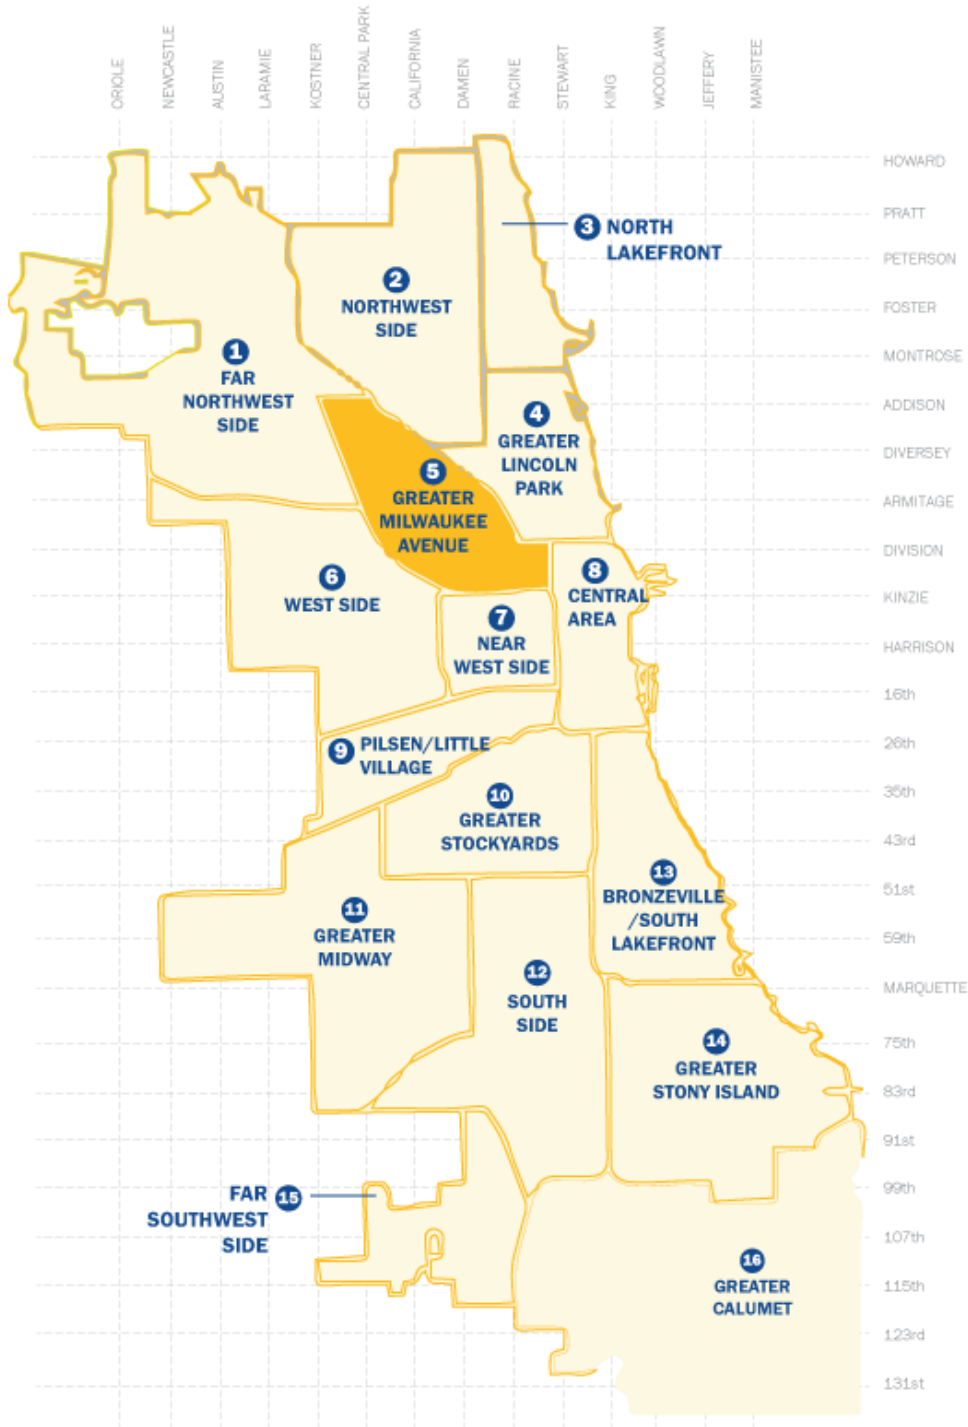 ORIOLE
NEWCASTLE
AUSTIN
LARAMIE
KOSTNER
CENTRAL PARK
CALIFORNIA
DAMEN
RACINE
STEWART
KING
WOODLAWN
JEFFERY
MANISTEE
HOWARD
PRATT
3 NORTH
LAKEFRONT
PETERSON
2
NORTHWEST
SIDE
FOSTER
1
FAR
NORTHWEST
SIDE
MONTROSE
ADDISON
4
GREATER
LINCOLN
PARK
DIVERSEY
5
GREATER
MILWAUKEE
AVENUE
ARMITAGE
DIVISION
6
WEST SIDE
8
CENTRAL
AREA
KINZIE
7
NEAR
WEST SIDE
HARRISON
16th
26th
9 PILSEN/LITTLE
VILLAGE
35th
10
GREATER
STOCKYARDS
43rd
13
BRONZEVILLE
/SOUTH
LAKEFRONT
51st
11
GREATER
MIDWAY
59th
12
SOUTH
SIDE
MARQUETTE
14
GREATER
STONY ISLAND
75th
83rd
91st
99th
FAR 15
SOUTHWEST
SIDE
107th
16
GREATER
CALUMET
115th
123rd
131st